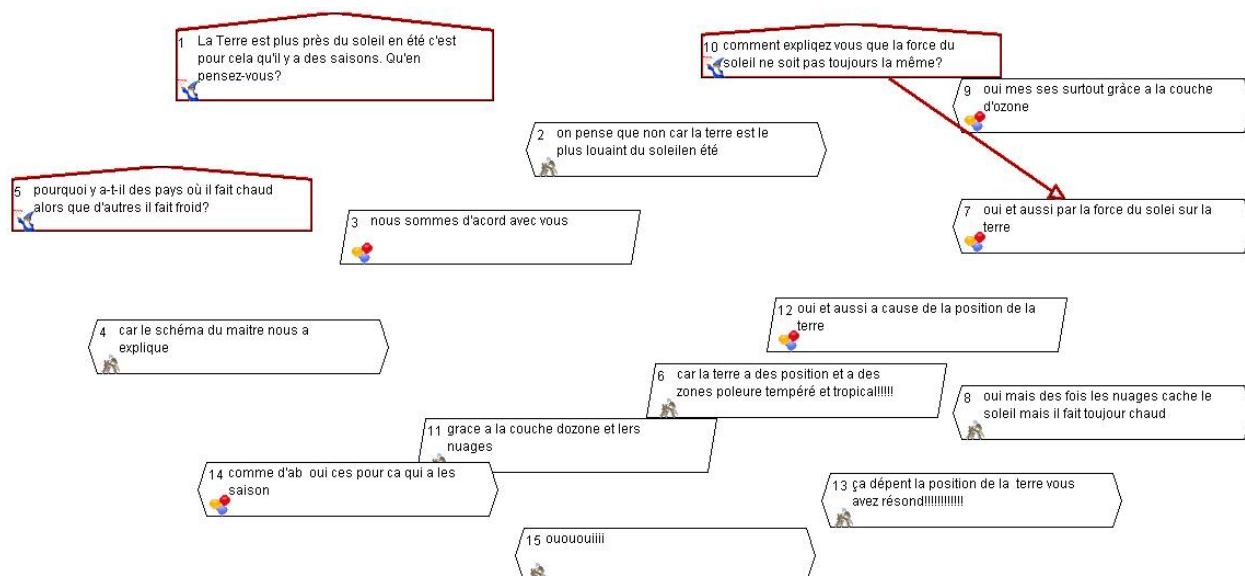 1 La Terre est plus près du soleil en été c'est
pour cela qu'il y a des saisons. Qu'en
pensez-vous?
10 comment expliqez vous que la force du
soleil ne soit pas toujours la même?
9 oui mes ses surtout gràce a la couche
d'ozone
2 on pense que non car la terre est le
plus louaint du soleilen été
5 pourquoi y a-t-il des pays où il fait chaud
alors que d'autres il fait froid?
3 nous sommes d'acord avec vous
7 oui et aussi par la force du solei sur la
terre
4 car le schéma du maitre nous a
explique
12 oui et aussi a cause de la position de la
terre
6 car la terre a des position et a des
zones poleure tempéré et tropical!!!!!
8 oui mais des fois les nuages cache le
soleil mais il fait toujour chaud
11 grace a la couche dozone et lers
nuages
14 comme d'ab oui ces pour ca qui a les
saison
13 ça dépent la position de la terre vous
avez résond!!!!!!!!!!!!
15 ouououiiii